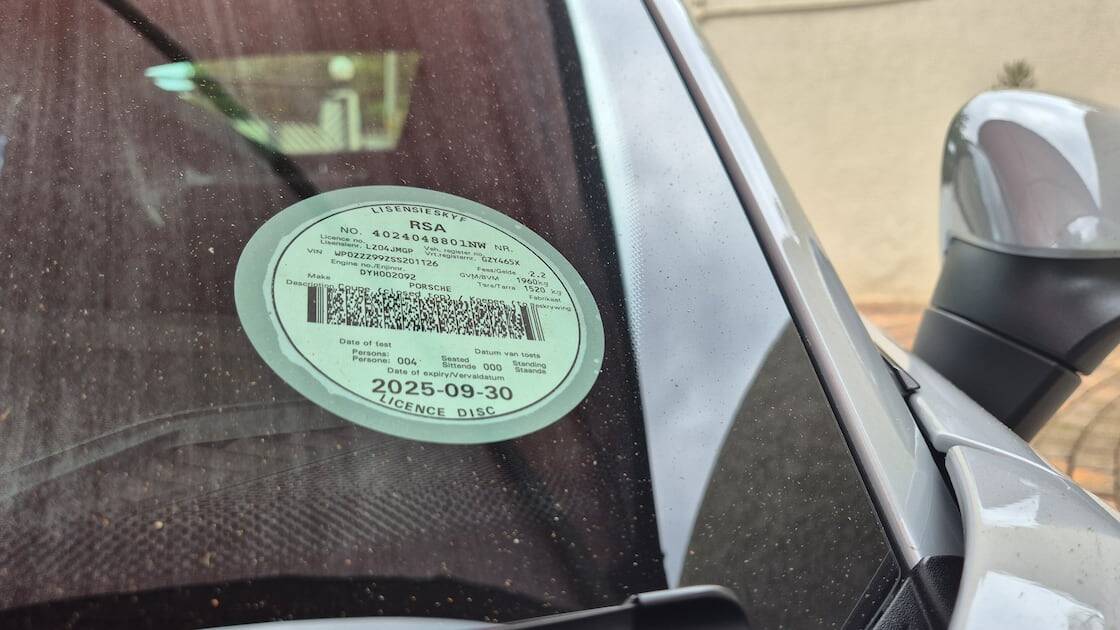 LISENSIESKYF
RSA
NO. 4024048801NW NR.
Licence no. Veh. register no.
Lisensienr. LZ04JMGP Vrt.registernr. GZY465X
VIN WP0ZZZ99ZSS201126 Fees/Gelde 2.2
Engine no./Enjinnr. GVM/BVM 1960kg
DYH002092 Tare/Tarra 1520 kg
Make PORSCHE Fabrikaat
Description Beskrywing
Date of test Datum van toets
Persons: Seated Standing
Persone: 004 Sittende 000 Staande
Date of expiry/Vervaldatum
2025-09-30
LICENCE DISC